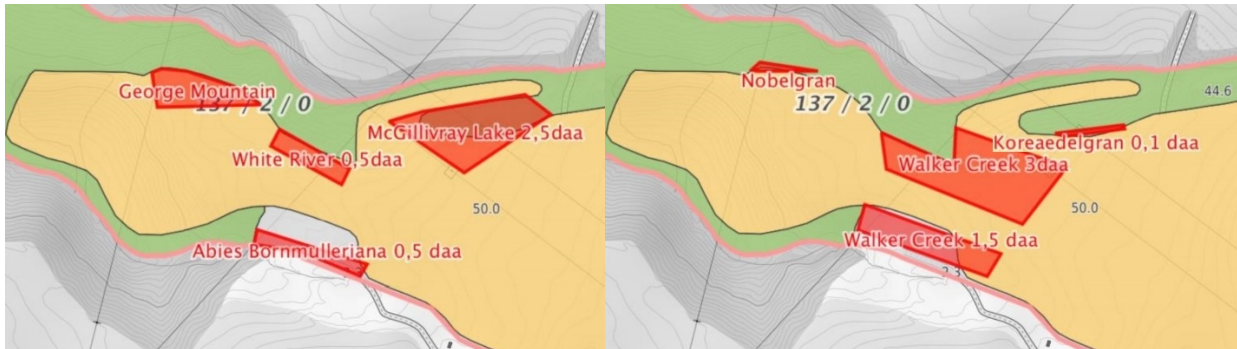 George Mountain
137 / 2 / 0
McGillivray Lake 2,5daa
White River 0,5daa
50.0
Abies Bornmulleriana 0,5 daa
Nobelgran
137 / 2 / 0
44.6
Koreaedelgran 0,1 daa
Walker Creek 3daa
50.0
Walker Creek 1,5 daa
2.3